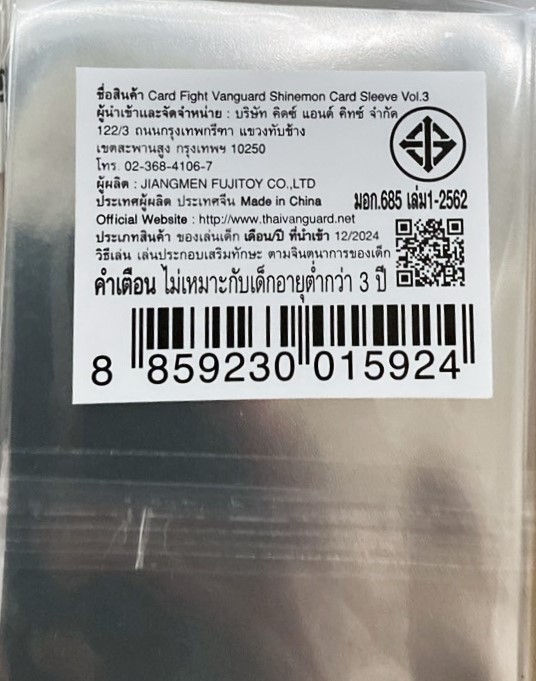 ชื่อสินค้า Card Fight Vanguard Shinemon Card Sleeve Vol.3
ผู้นำเข้าและจัดจำหน่าย : บริษัท คิดซ์ แอนด์ คิทซ์ จำกัด
122/3 ถนนกรุงเทพกรีฑา แขวงทับช้าง
เขตสะพานสูง กรุงเทพฯ 10250
โทร. 02-368-4106-7
ผู้ผลิต : JIANGMEN FUJITOY CO.,LTD
ประเทศผู้ผลิต ประเทศจีน Made in China
มอก.685 เล่ม1-2562
Official Website : http://www.thaivanguard.net
ประเภทสินค้า ของเล่นเด็ก เดือน/ปี ที่นำเข้า 12/2024
วิธีเล่น เล่นประกอบเสริมทักษะ ตามจินตนาการของเด็ก
คำเตือน ไม่เหมาะกับเด็กอายุต่ำกว่า 3 ปี
8 859230 015924